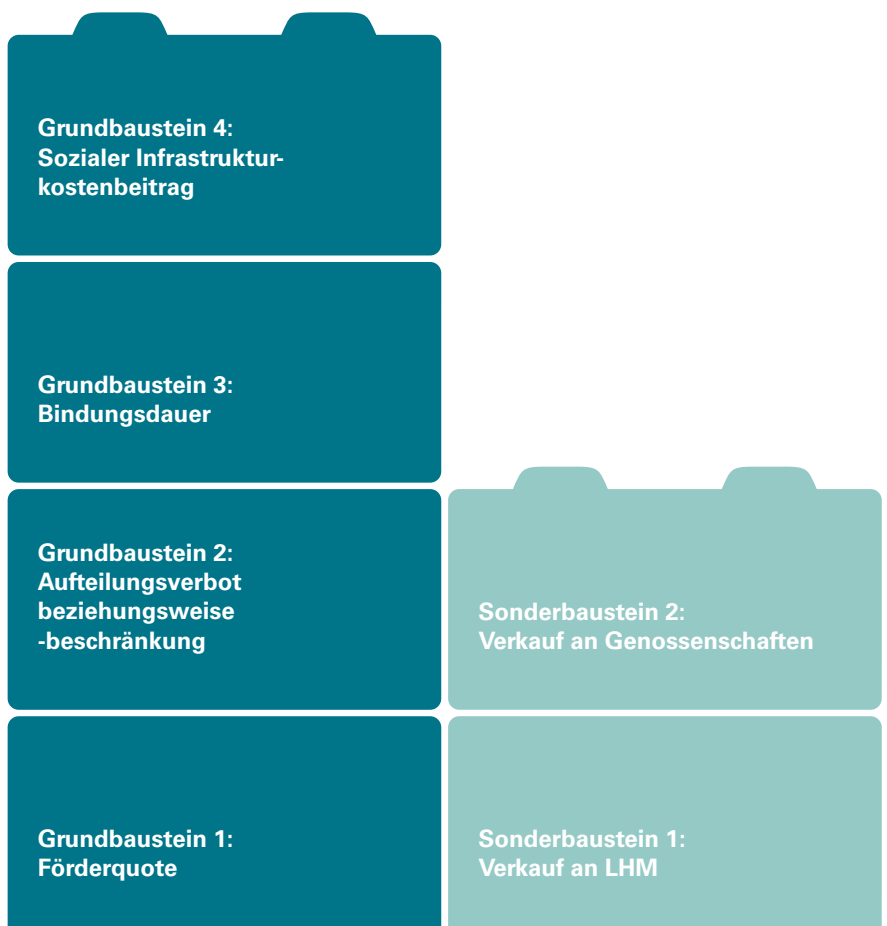 Grundbaustein 4:
Sozialer Infrastruktur-
kostenbeitrag
Grundbaustein 3:
Bindungsdauer
Grundbaustein 2:
Aufteilungsverbot
beziehungsweise
-beschränkung
Sonderbaustein 2:
Verkauf an Genossenschaften
Grundbaustein 1:
Förderquote
Sonderbaustein 1:
Verkauf an LHM